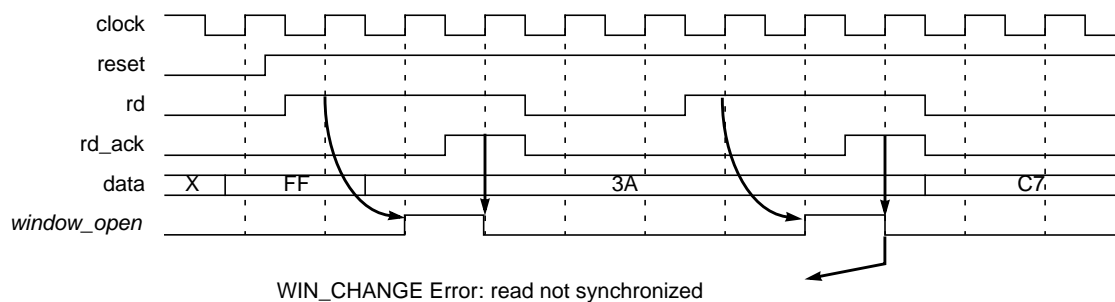 clock
reset
rd
rd_ack
data X FF 3A C7
window_open
WIN_CHANGE Error: read not synchronized